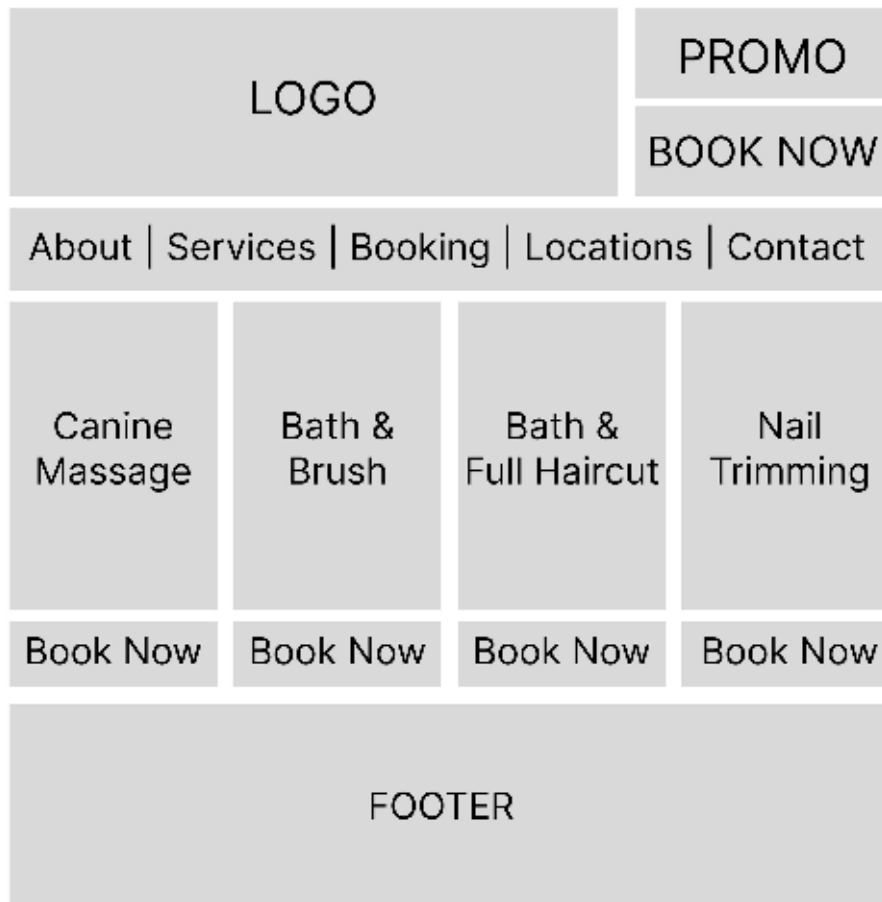 LOGO
PROMO
BOOK NOW
About | Services | Booking | Locations | Contact
Canine
Massage
Bath &
Brush
Bath &
Full Haircut
Nail
Trimming
Book Now
Book Now
Book Now
Book Now
FOOTER